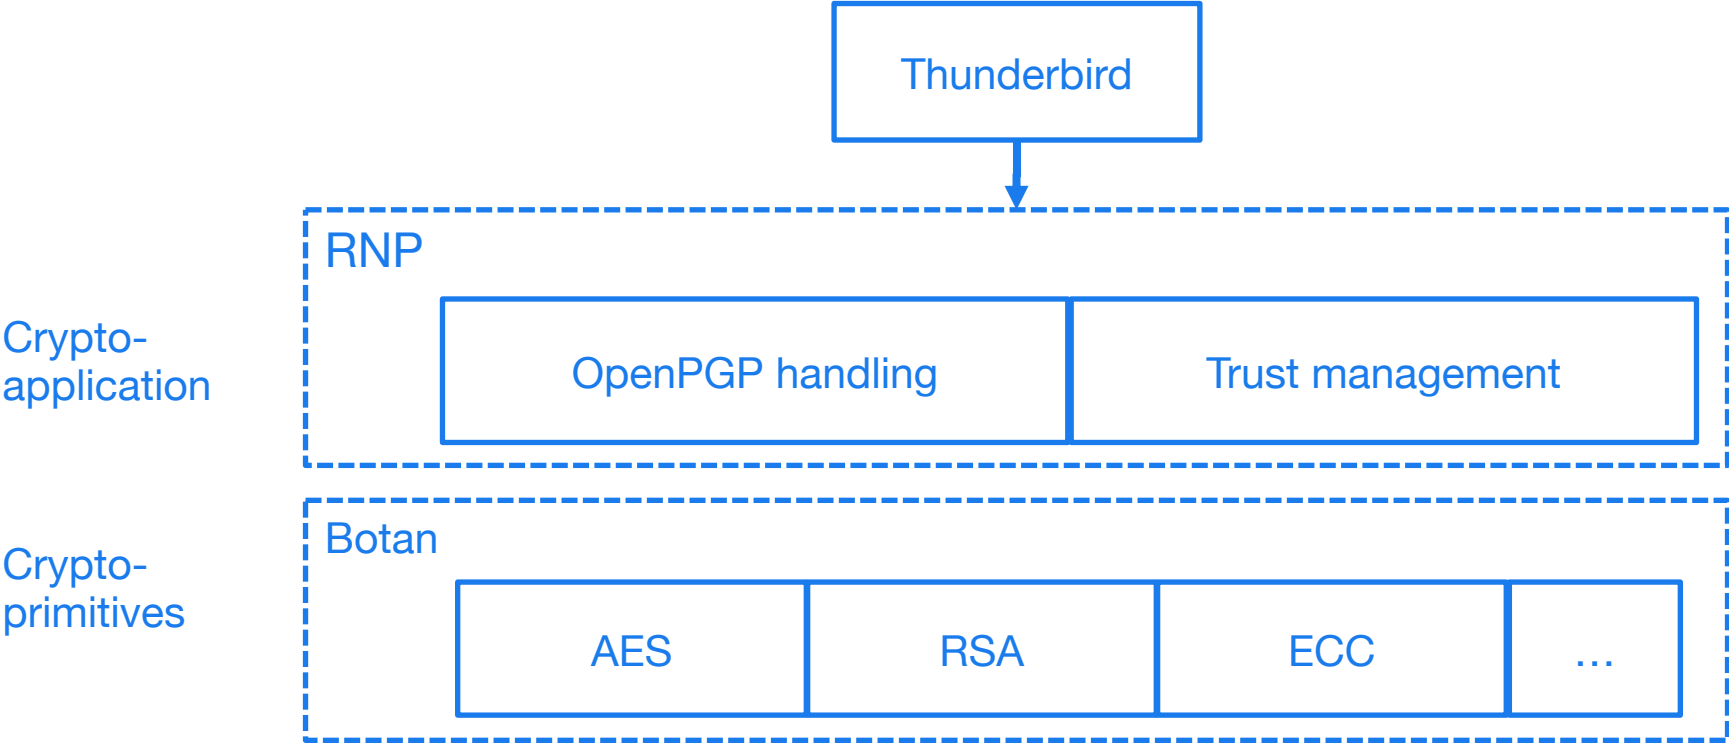 Thunderbird
RNP
Crypto-
application
OpenPGP handling
Trust management
Botan
Crypto-
primitives
AES
RSA
ECC
...